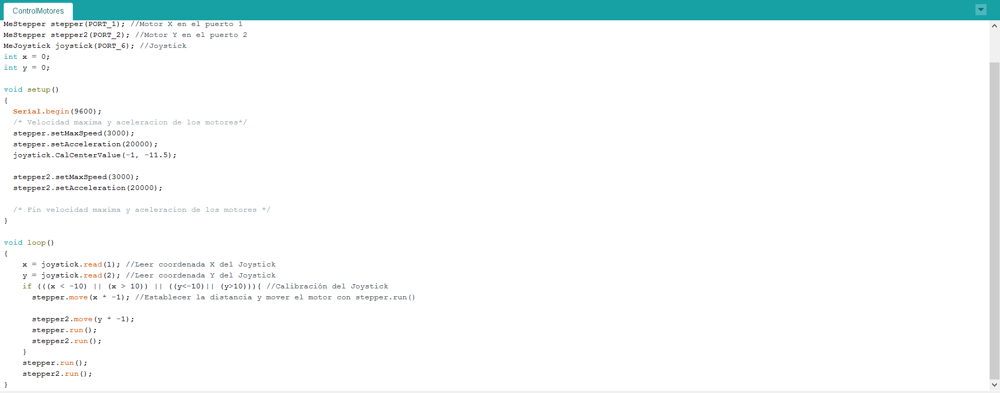 ControlMotores
MeStepper stepper(PORT_1); //Motor X en el puerto 1
MeStepper stepper2(PORT_2); //Motor Y en el puerto 2
MeJoystick joystick(PORT_6); //Joystick
int x = 0;
int y = 0;
void setup()
{
Serial.begin(9600);
/* Velocidad maxima y aceleracion de los motores*/
stepper.setMaxSpeed(3000);
stepper.setAcceleration(20000);
joystick.CalCenterValue(-1, -11.5);
stepper2.setMaxSpeed(3000);
stepper2.setAcceleration(20000);
/* Fin velocidad maxima y aceleracion de los motores */
}
void loop()
{
x = joystick.read(1); //Leer coordenada X del Joystick
y = joystick.read(2); //Leer coordenada Y del Joystick
if (((x < -10) || (x > 10)) || ((y<-10)|| (y>10))){ //Calibración del Joystick
stepper.move(x * -1); //Establecer la distancia y mover el motor con stepper.run()
stepper2.move(y * -1);
stepper.run();
stepper2.run();
}
stepper.run();
stepper2.run();
}